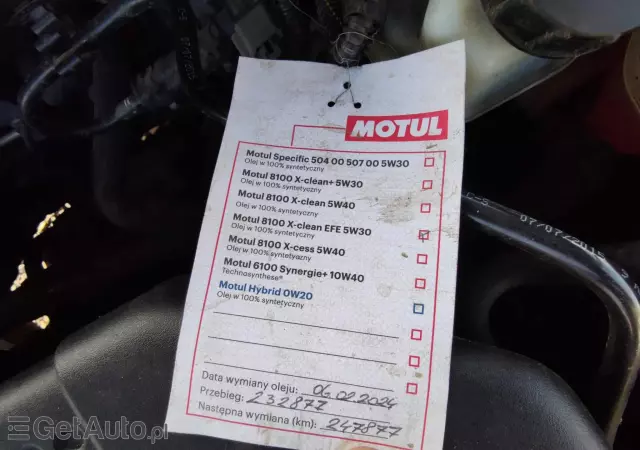 MOTUL
Motul Specific 504 00 507 00 5W30
Olej w 100% syntetyczny
Motul 8100 X-clean+ 5W30
Olej w 100% syntetyczny
Motul 8100 X-clean 5W40
Olej w 100% syntetyczny
Motul 8100 X-clean EFE 5W30
Olej w 100% syntetyczny
Motul 8100 X-cess 5W40
Olej w 100% syntetyczny
Motul 6100 Synergie+ 10W40
Technosynthese®
Motul Hybrid 0W20
Olej w 100% syntetyczny
Data wymiany oleju: 06.02.2024
Przebieg: 232877
Następna wymiana (km): 247877
07/07/2015
GetAuto.pl